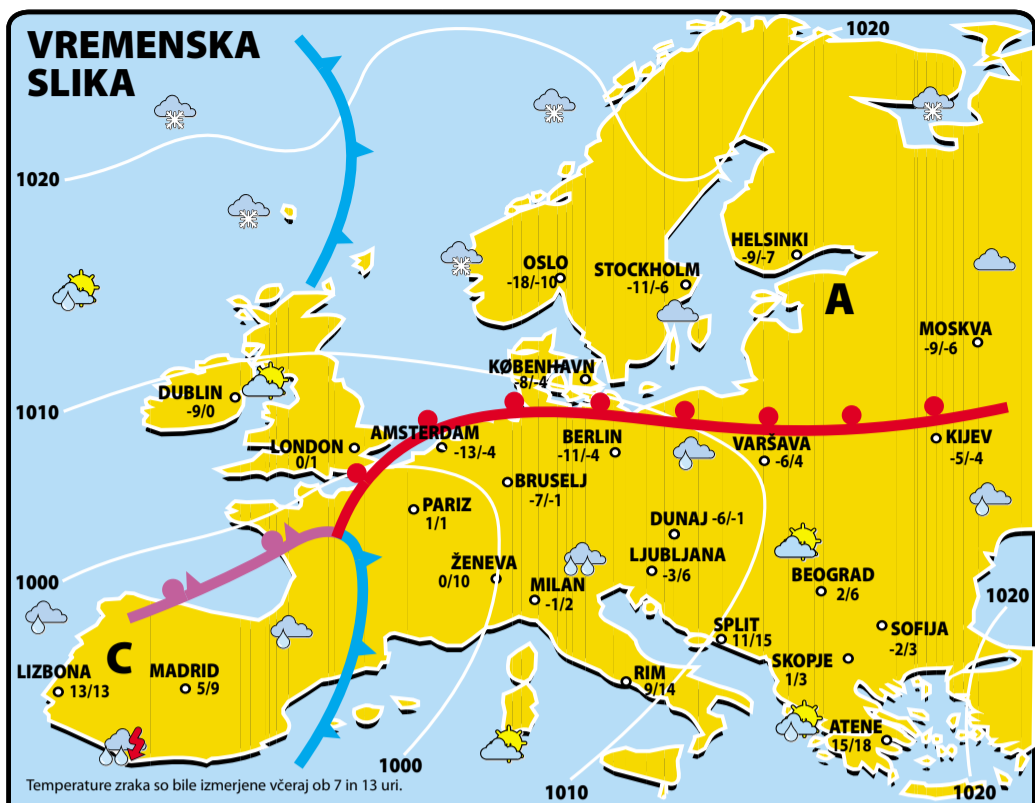 VREMENSKA
SLIKA
1020
1020
OSLO
-18/-10
STOCKHOLM
-11/-6
HELSINKI
-9/-7
A
MOSKVA
-9/-6
KØBENHAVN
-8/-4
DUBLIN
-9/0
1010
LONDON
0/1
AMSTERDAM
-13/-4
BERLIN
-11/-4
VARŠAVA
-6/4
KIJEV
-5/-4
BRUSELJ
-7/-1
PARIZ
1/1
DUNAJ -6/-1
LJUBLJANA
-3/6
ŽENEVA
0/10
MILAN
-1/2
BEOGRAD
2/6
1000
1020
SPLIT
11/15
SOFIJA
-2/3
C
LIZBONA
13/13
MADRID
5/9
RIM
9/14
SKOPJE
1/3
ATENE
15/18
1000
1010
1020
Temperature zraka so bile izmerjene včeraj ob 7 in 13 uri.